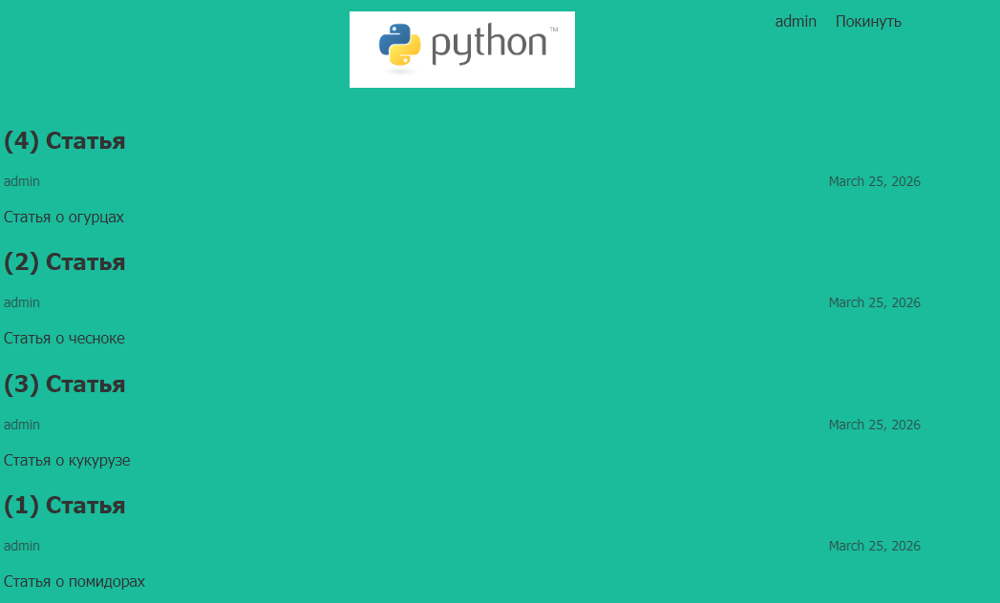 python™
admin Покинуть
(4) Статья
admin March 25, 2026
Статья о огурцах
(2) Статья
admin March 25, 2026
Статья о чесноке
(3) Статья
admin March 25, 2026
Статья о кукурузе
(1) Статья
admin March 25, 2026
Статья о помидорах